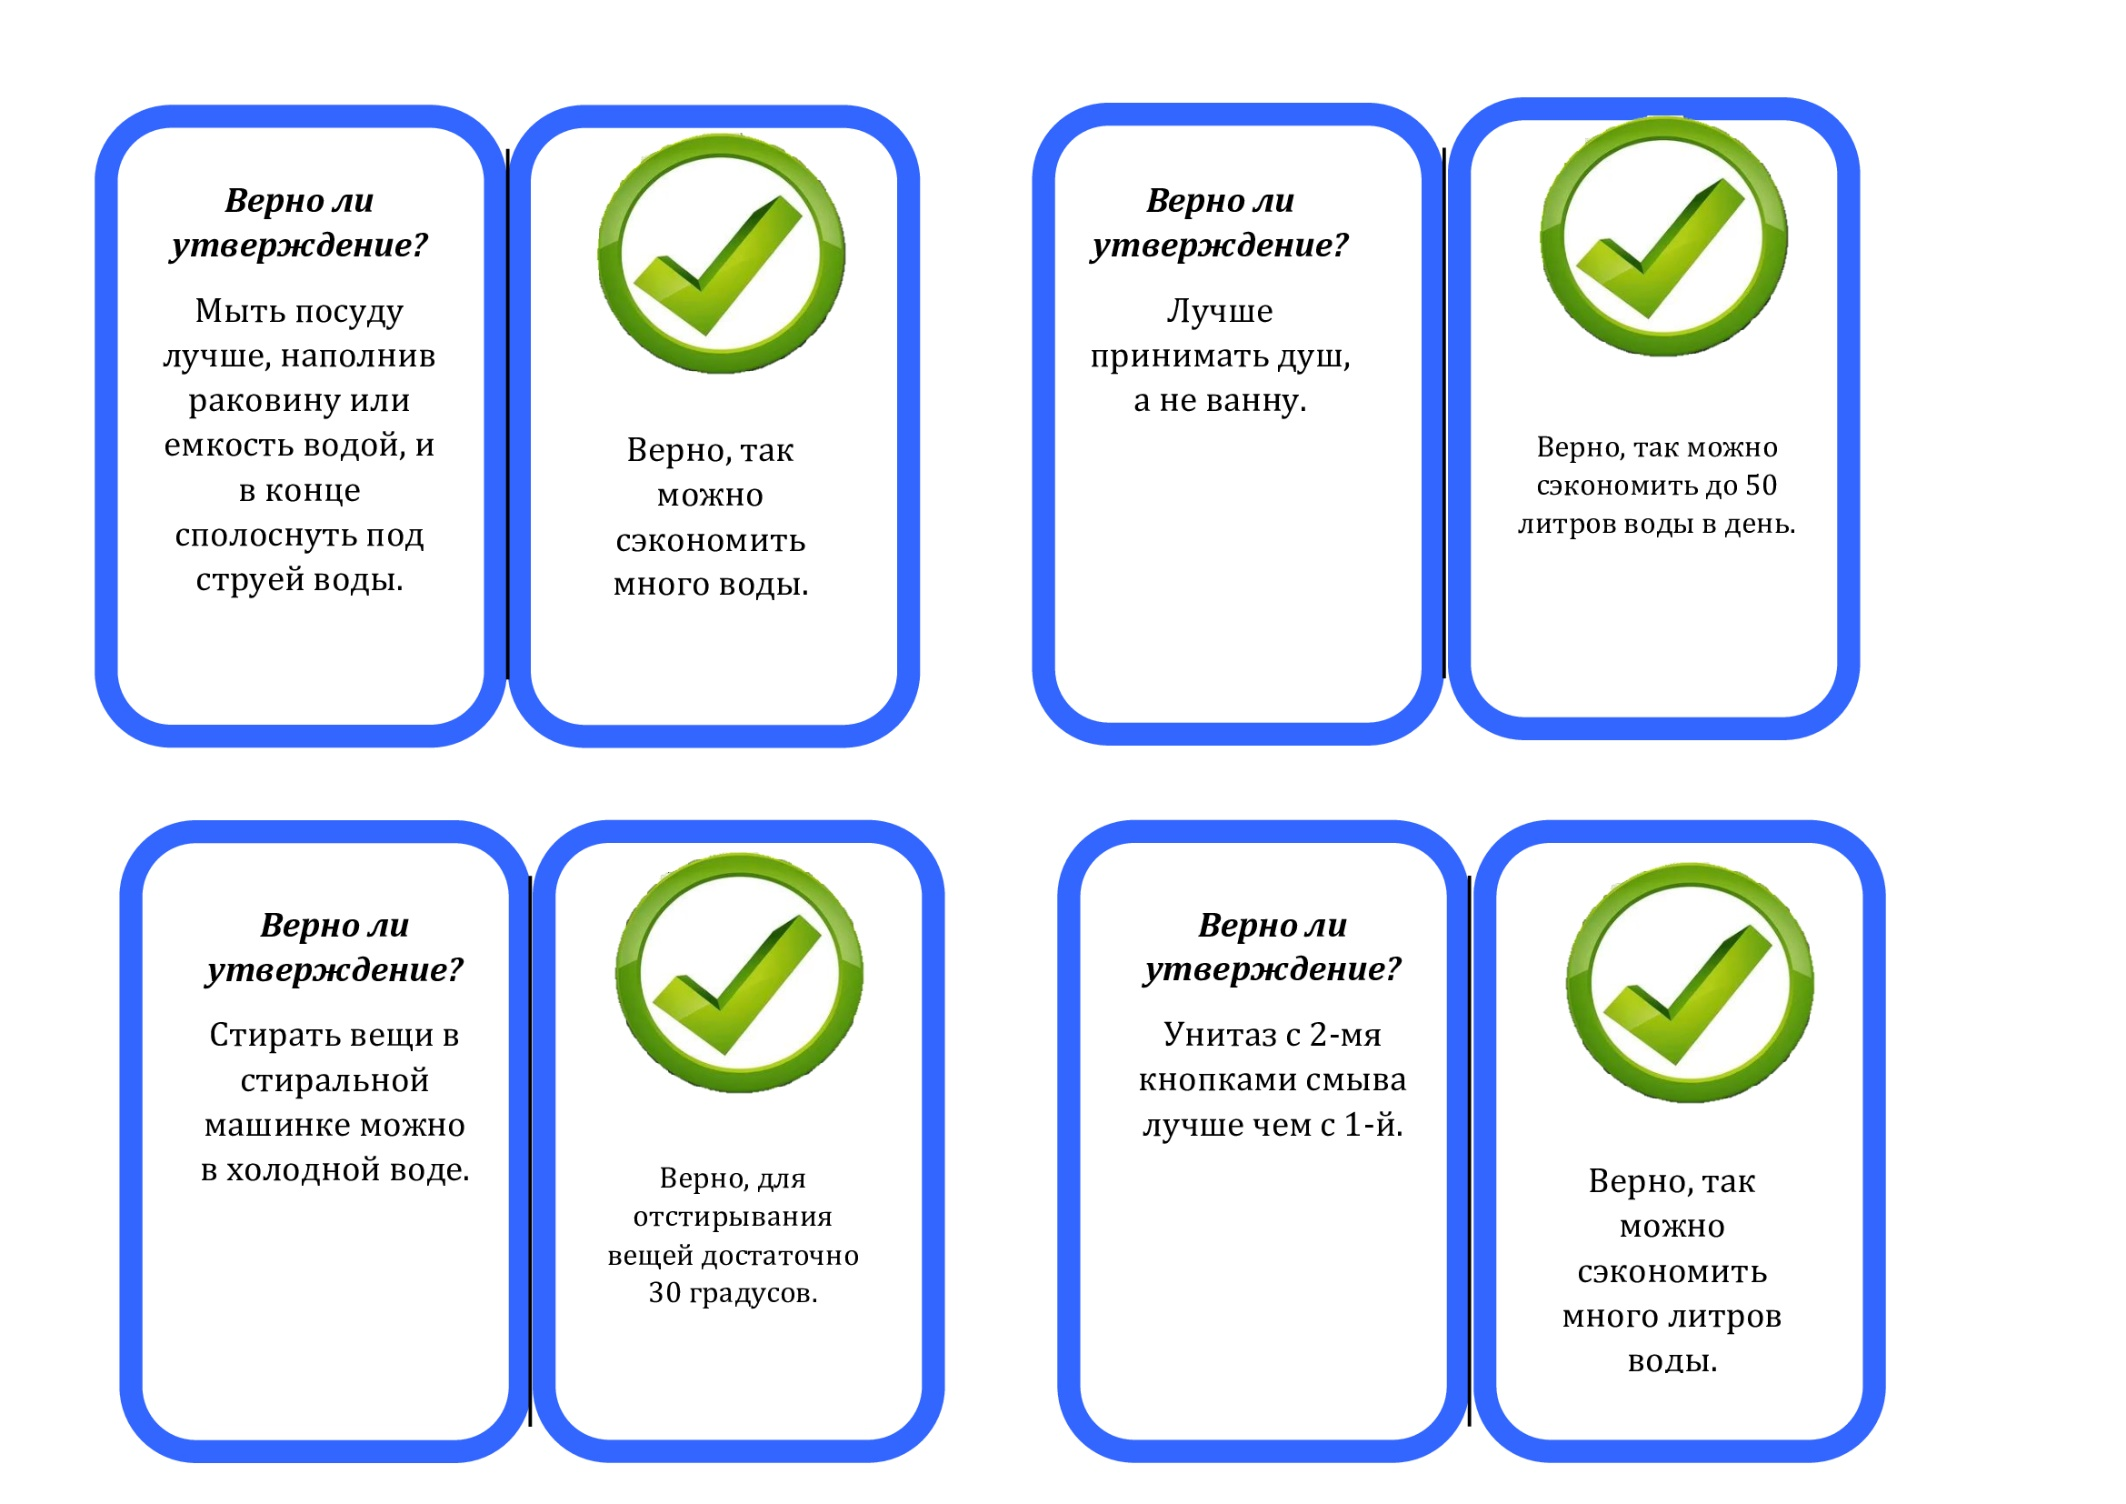 Верно ли
утверждение?
Мыть посуду
лучше, наполнив
раковину или
емкость водой, и
в конце
сполоснуть под
струей воды.
Верно, так
можно
сэкономить
много воды.
Верно ли
утверждение?
Лучше
принимать душ,
а не ванну.
Верно, так можно
сэкономить до 50
литров воды в день.
Верно ли
утверждение?
Стирать вещи в
стиральной
машинке можно
в холодной воде.
Верно, для
отстирывания
вещей достаточно
30 градусов.
Верно ли
утверждение?
Унитаз с 2-мя
кнопками смыва
лучше чем с 1-й.
Верно, так
можно
сэкономить
много литров
воды.